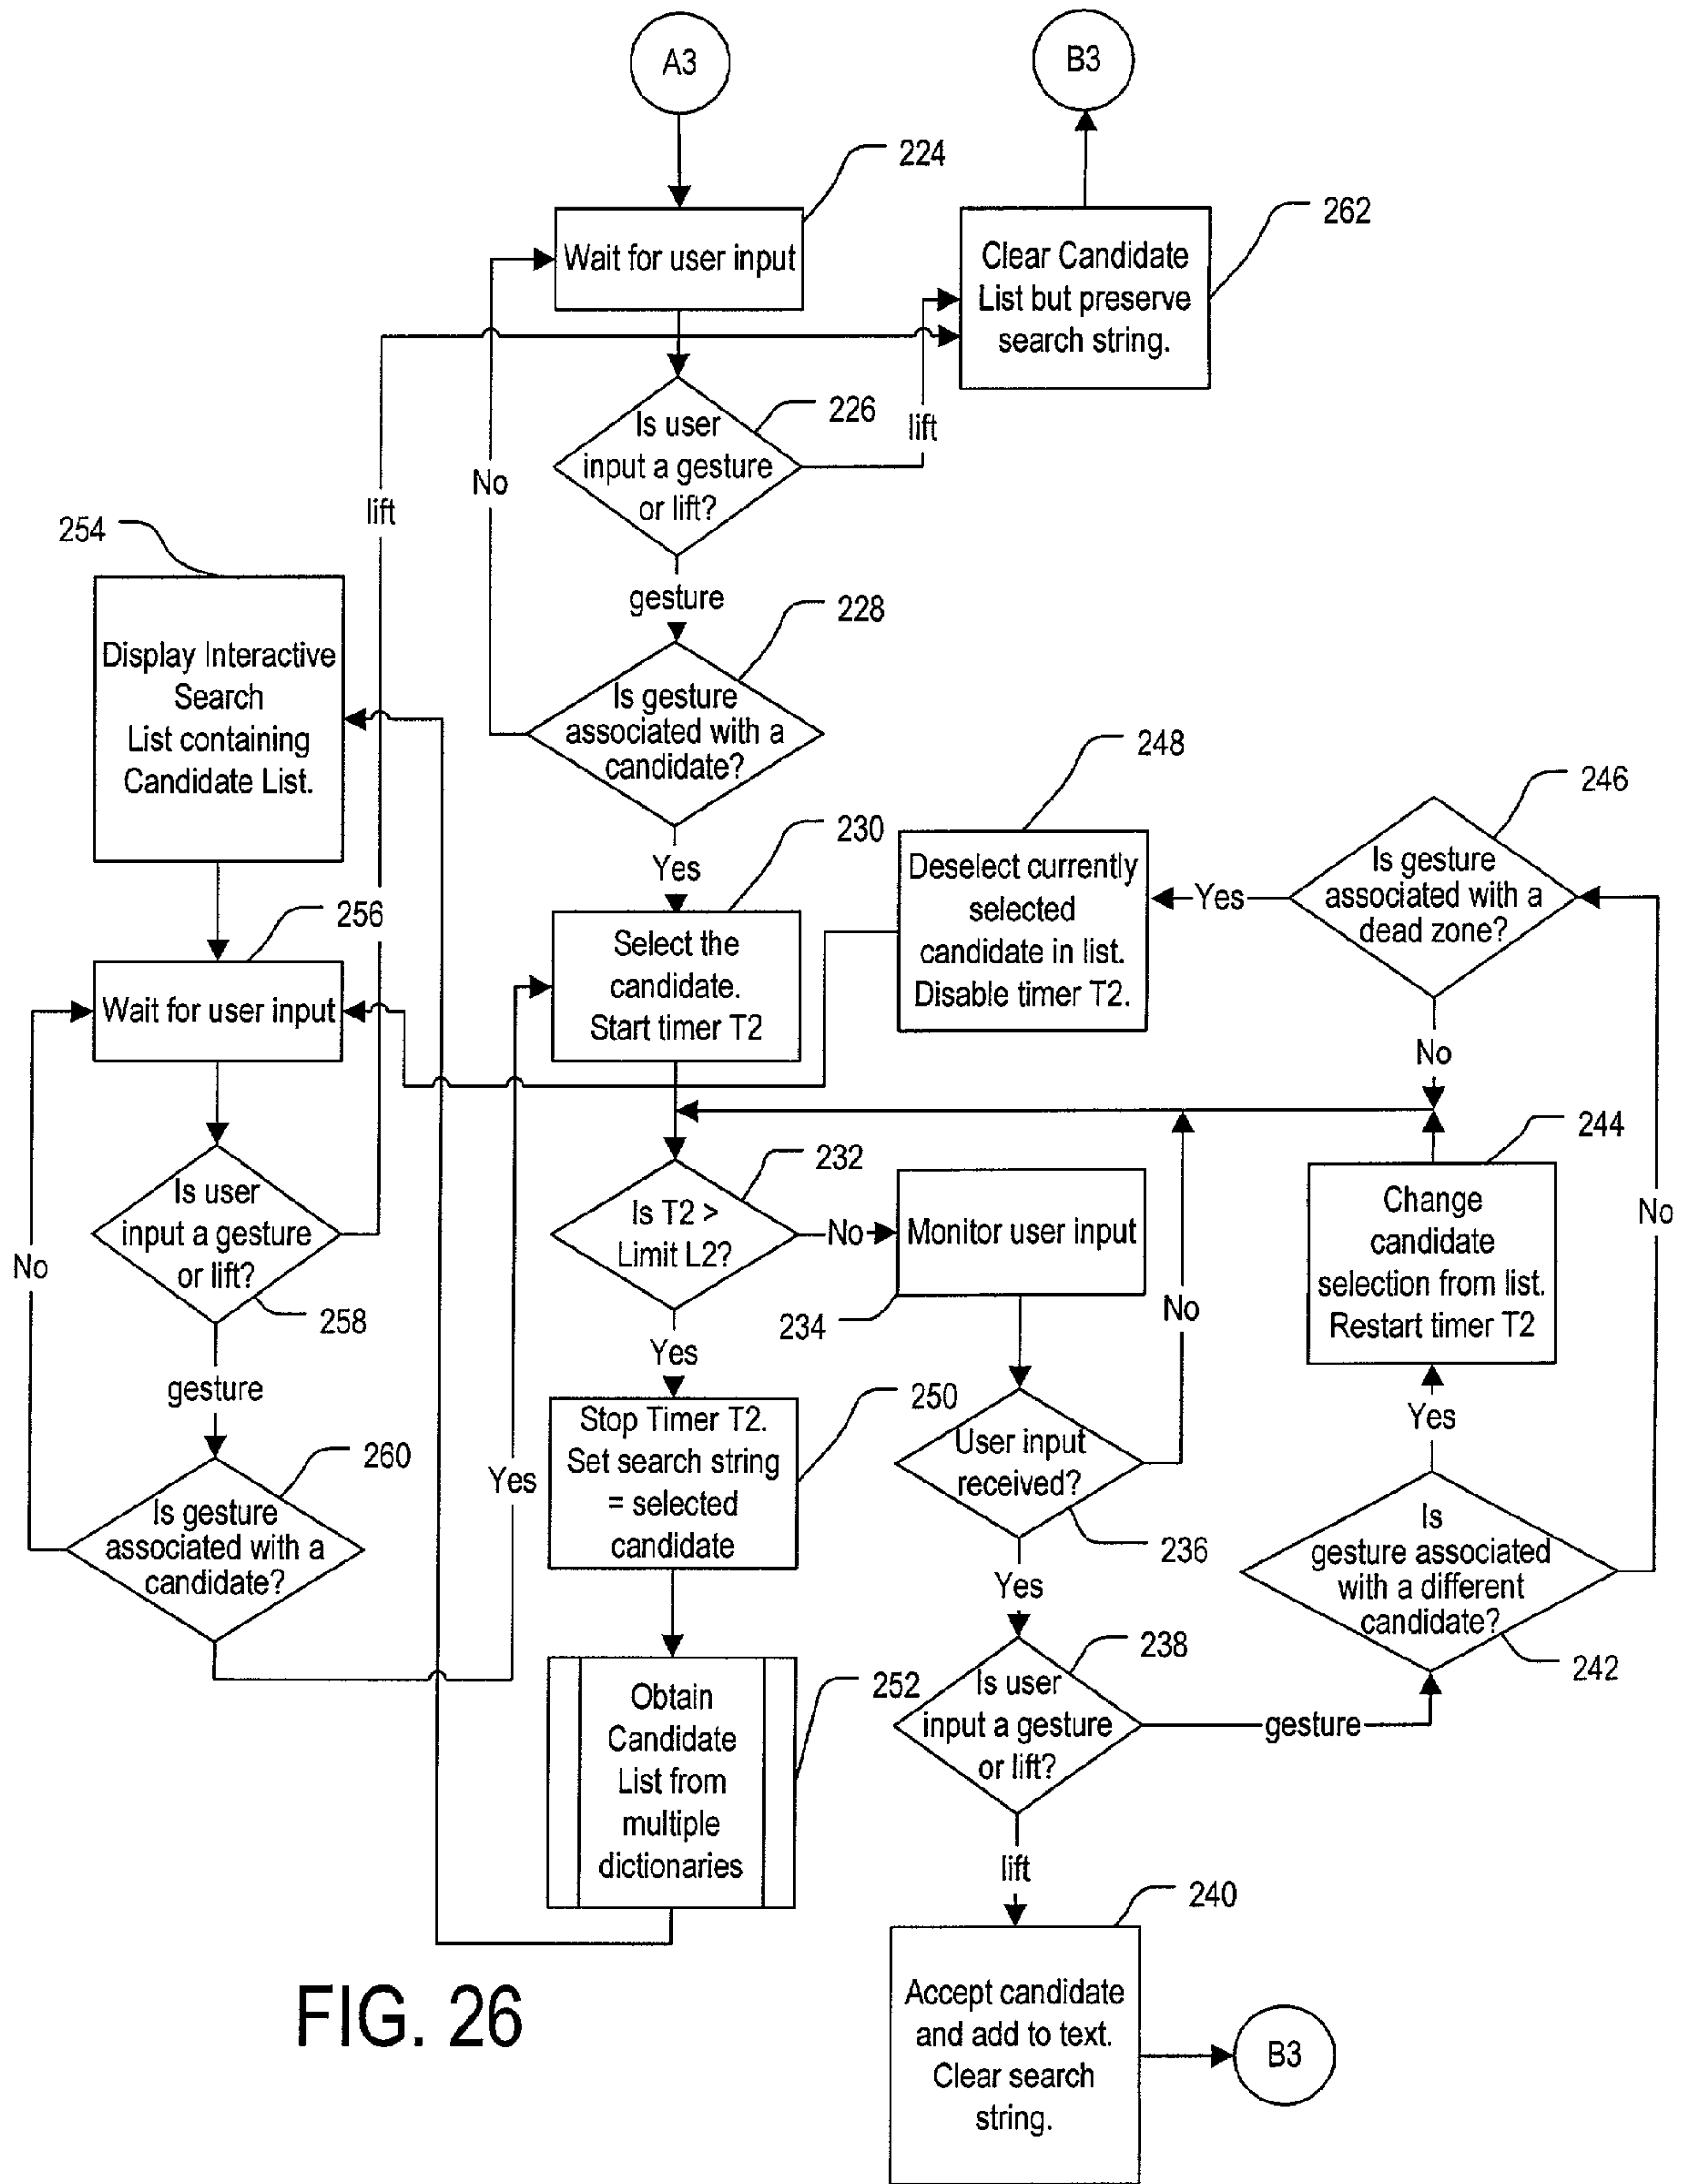 A3
B3
224
Wait for user input
262
Clear Candidate
List but preserve
search string.
226
Is user
input a gesture
or lift?
lift
No
lift
254
gesture
228
Display Interactive
Search
List containing
Candidate List.
Is gesture
associated with a
candidate?
248
246
230
Yes
Deselect currently
selected
candidate in list.
Disable timer T2.
Yes
Is gesture
associated with a
dead zone?
256
Select the
candidate.
Start timer T2
Wait for user input
No
244
232
Is user
input a gesture
or lift?
258
No
Is T2 >
Limit L2?
No
Monitor user input
234
No
Change
candidate
selection from list.
Restart timer T2
No
Yes
gesture
250
Stop Timer T2.
Set search string
= selected
candidate
User input
received?
236
Yes
260
Is gesture
associated with a
candidate?
Yes
Is
gesture associated
with a different
candidate?
242
Yes
238
252
Obtain
Candidate
List from
multiple
dictionaries
Is user
input a gesture
or lift?
gesture
lift
240
Accept candidate
and add to text.
Clear search
string.
B3
FIG. 26